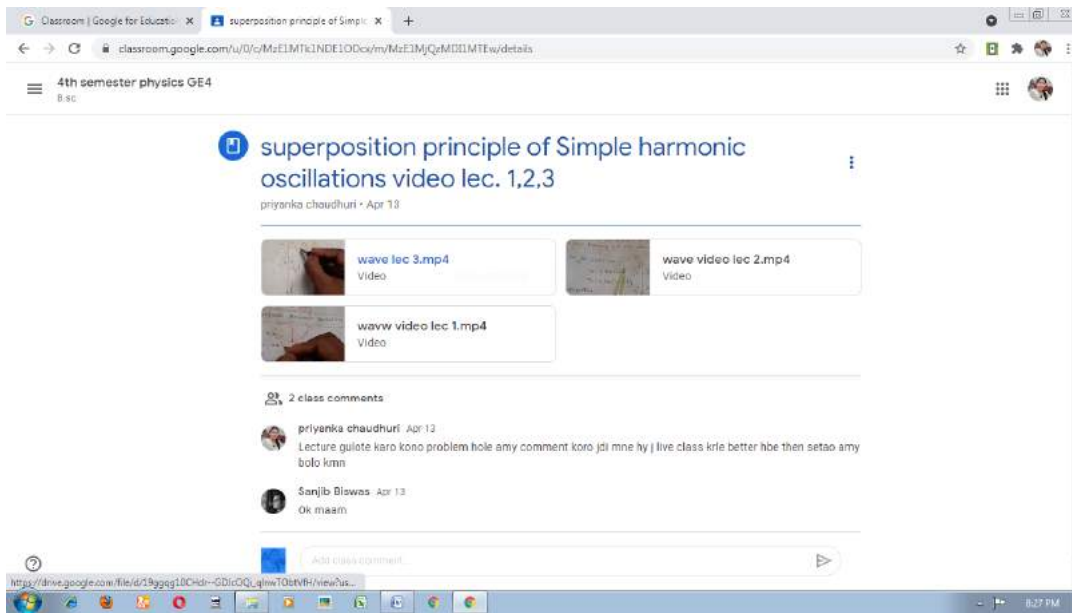 Classroom | Google for Educatio
superposition principle of Simpl
classroom.google.com/u/0/c/MzE1MTk1NDE1ODcx/m/MzE1MjQzMDI1MTEw/details
4th semester physics GE4
B.sc
superposition principle of Simple harmonic
oscillations video lec. 1,2,3
priyanka chaudhuri • Apr 13
wave lec 3.mp4
Video
wave video lec 2.mp4
Video
wavw video lec 1.mp4
Video
2 class comments
priyanka chaudhuri Apr 13
Lecture gulote karo kono problem hole amy comment koro jdi mne hy j live class krle better hbe then setao amy
bolo kmn
Sanjib Biswas Apr 13
Ok maam
Add class comment...
8:27 PM